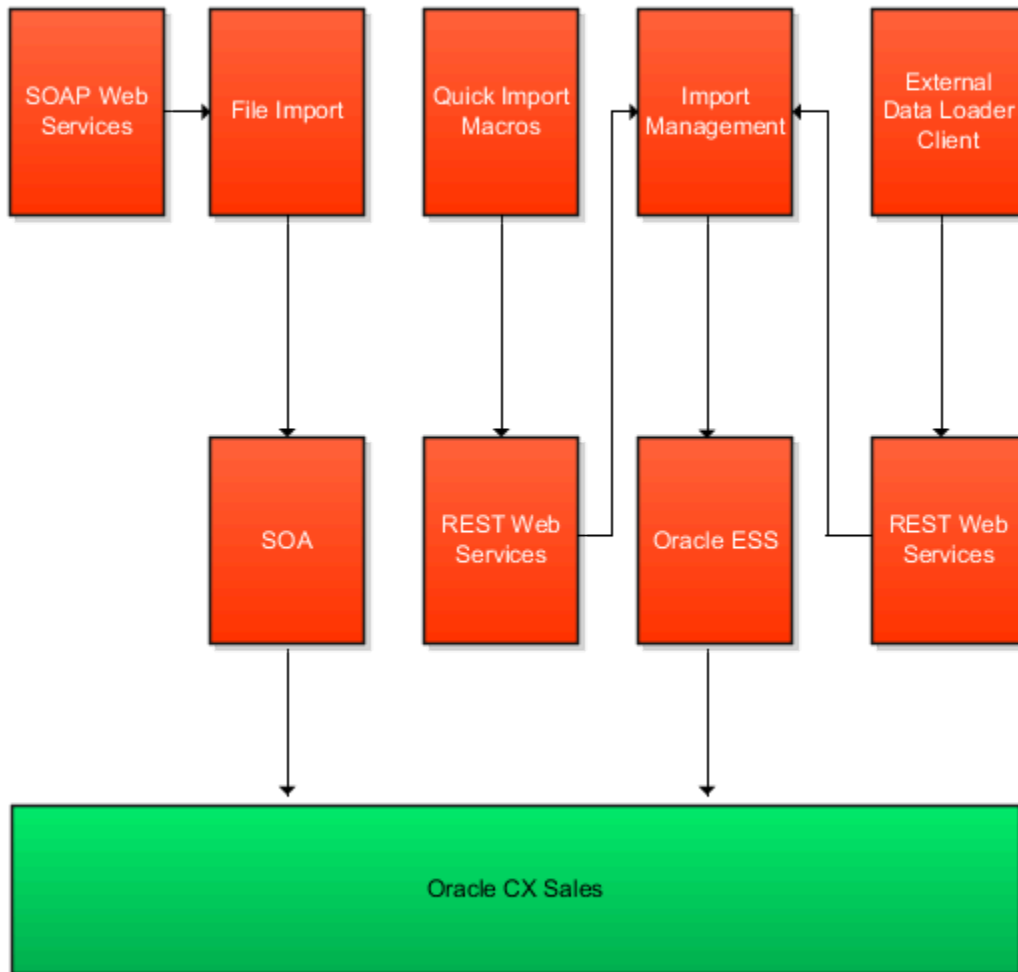 SOAP Web
Services
File Import
Quick Import
Macros
Import
Management
External
Data Loader
Client
SOA
REST Web
Services
Oracle ESS
REST Web
Services
Oracle CX Sales